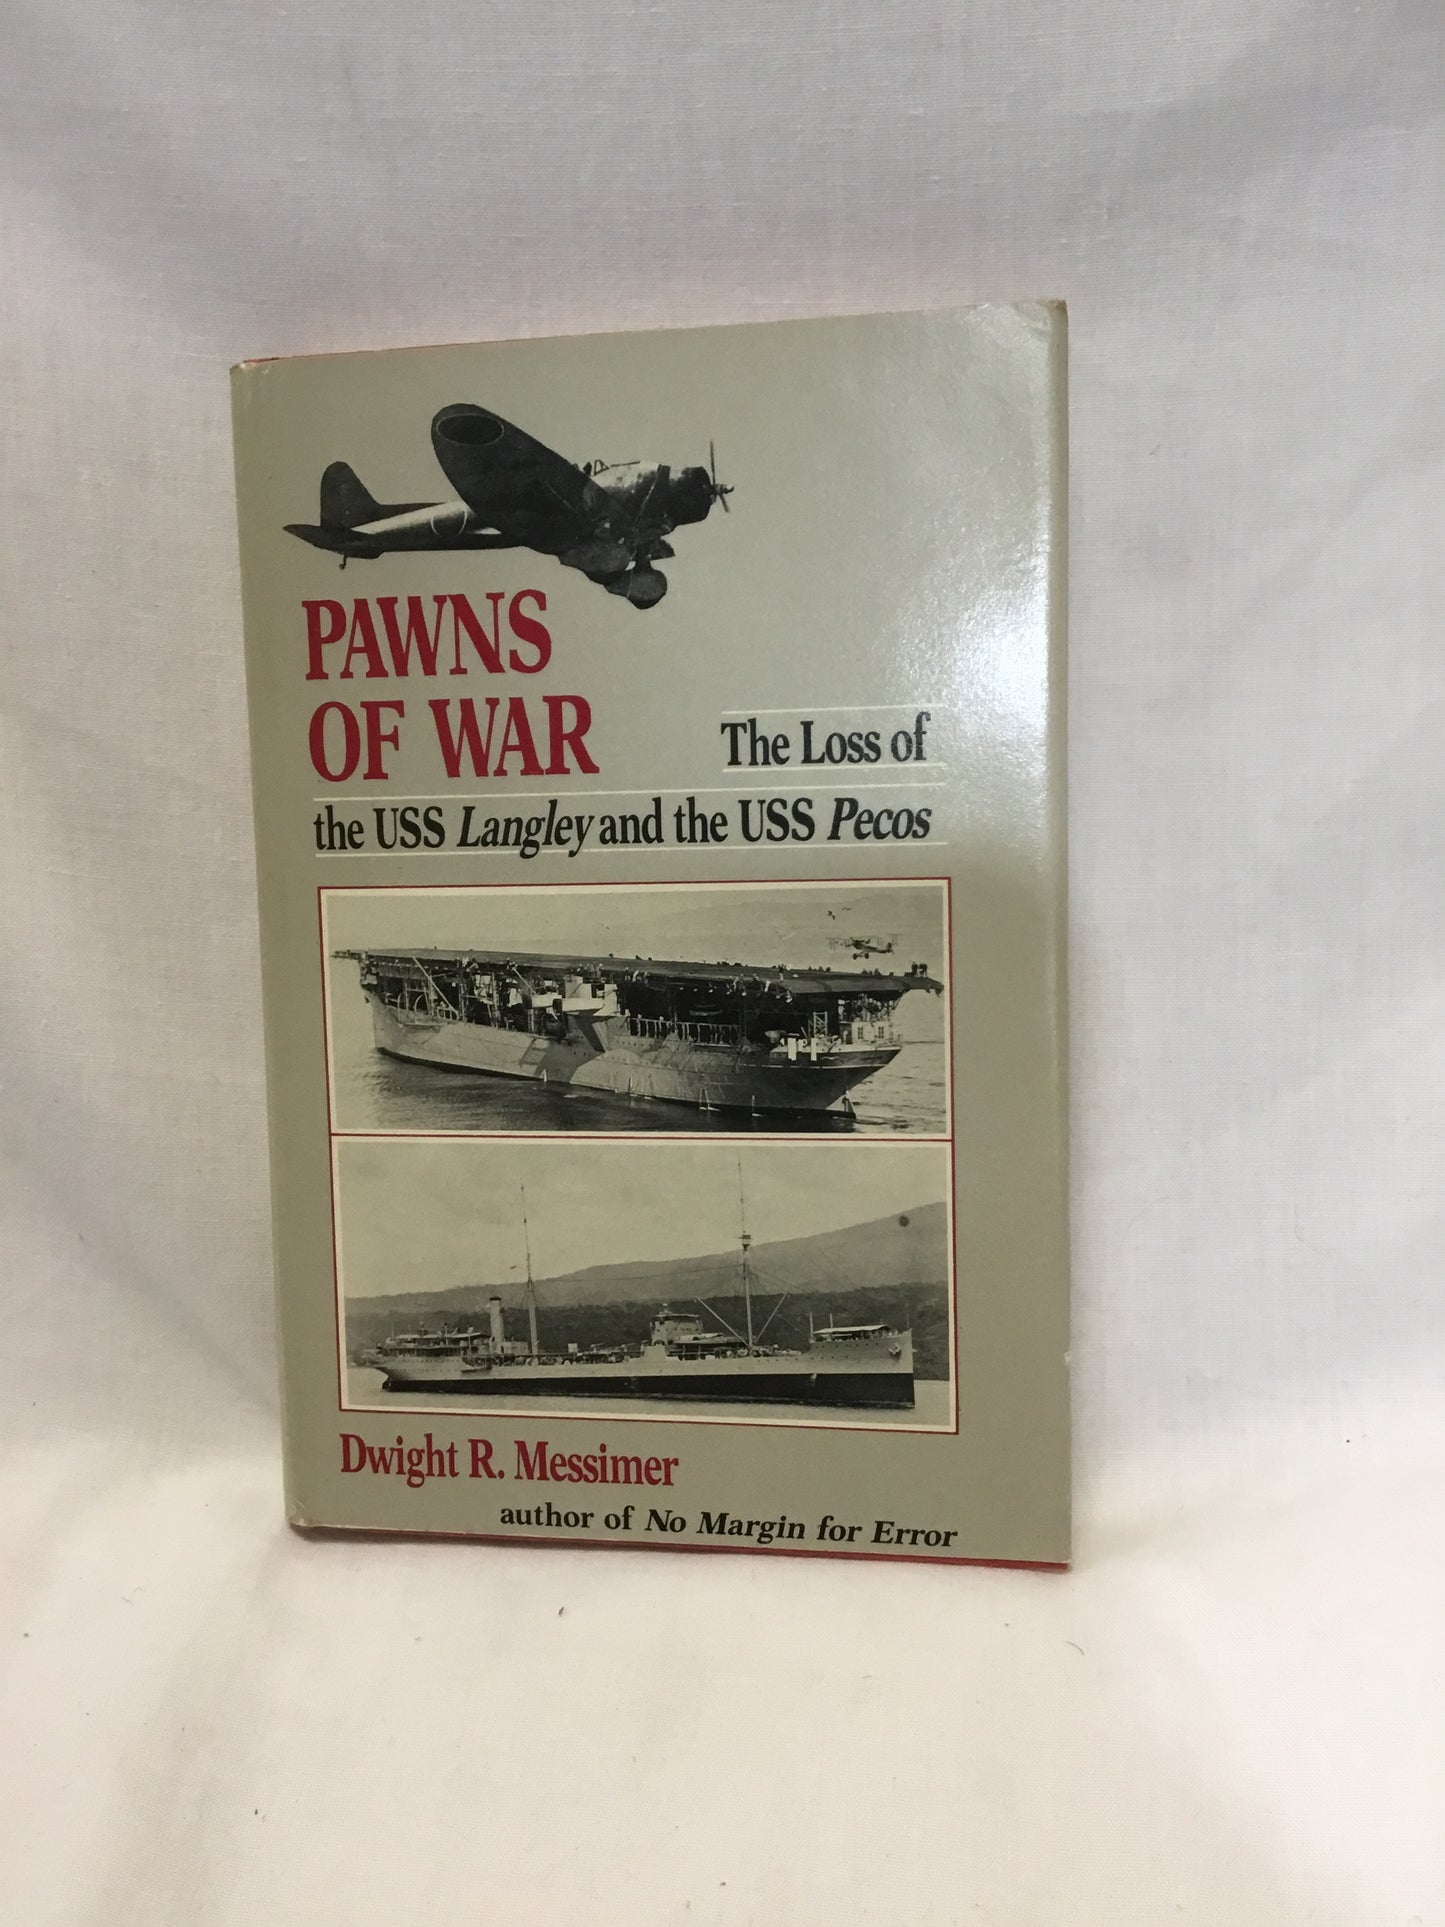 PAWNS
OF WAR
The Loss of
the USS Langley and the USS Pecos
Dwight R. Messimer
author of No Margin for Error